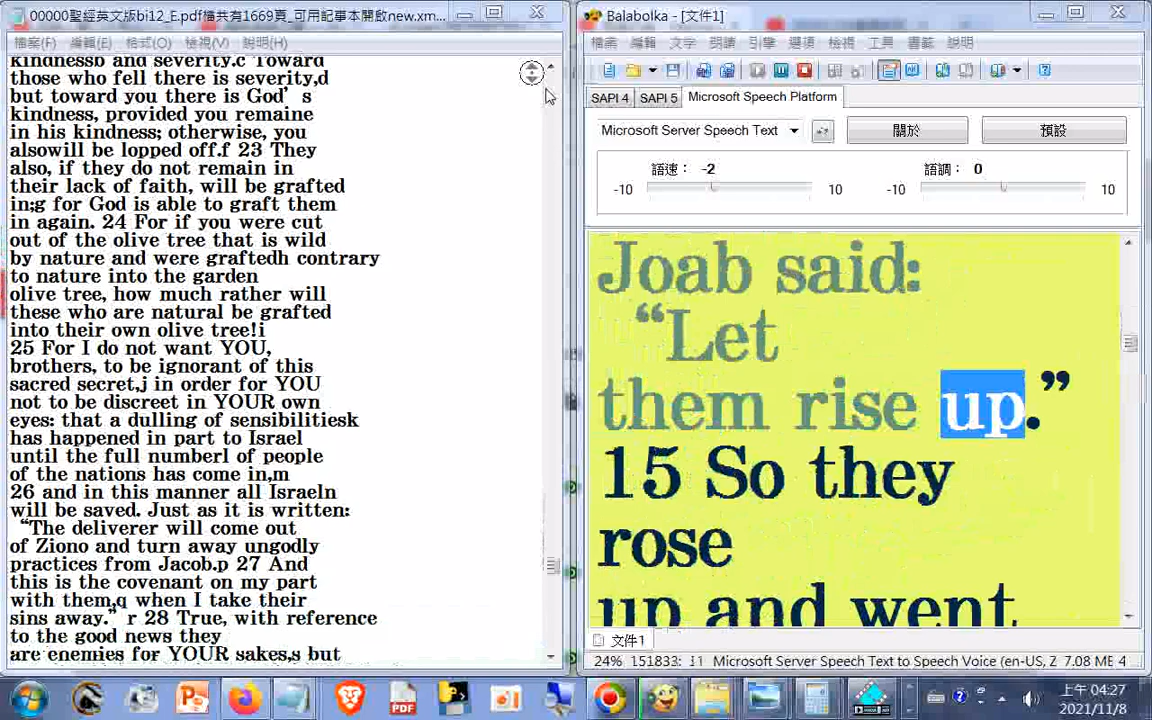 00000聖經英文版bi12_E.pdf檔共有1669頁_可用記事本開啟new.xm...
檔案(F) 編輯(E) 格式(O) 檢視(V) 說明(H)
kindnessb and severity.c Toward
those who fell there is severity,d
but toward you there is God’s
kindness, provided you remaine
in his kindness; otherwise, you
alsowill be lopped off.f 23 They
also, if they do not remain in
their lack of faith, will be grafted
in;g for God is able to graft them
in again. 24 For if you were cut
out of the olive tree that is wild
by nature and were graftedh contrary
to nature into the garden
olive tree, how much rather will
these who are natural be grafted
into their own olive tree!i
25 For I do not want YOU,
brothers, to be ignorant of this
sacred secret,j in order for YOU
not to be discreet in YOUR own
eyes: that a dulling of sensibilitiesk
has happened in part to Israel
until the full numberl of people
of the nations has come in,m
26 and in this manner all Israeln
will be saved. Just as it is written:
“The deliverer will come out
of Ziono and turn away ungodly
practices from Jacob.p 27 And
this is the covenant on my part
with them,q when I take their
sins away.” r 28 True, with reference
to the good news they
are enemies for YOUR sakes,s but
Balabolka - [文件1]
檔案 編輯 文字 朗讀 引擎 選項 檢視 工具 書籤 說明
SAPI 4 SAPI 5 Microsoft Speech Platform
Microsoft Server Speech Text 關於 預設
語速： -2 語調： 0
-10 10 -10 10
Joab said:
“Let
them rise up.”
15 So they
rose
up and went
文件1
24% 151833: 11 Microsoft Server Speech Text to Speech Voice (en-US, Z 7.08 MB 4
上午 04:27
2021/11/8